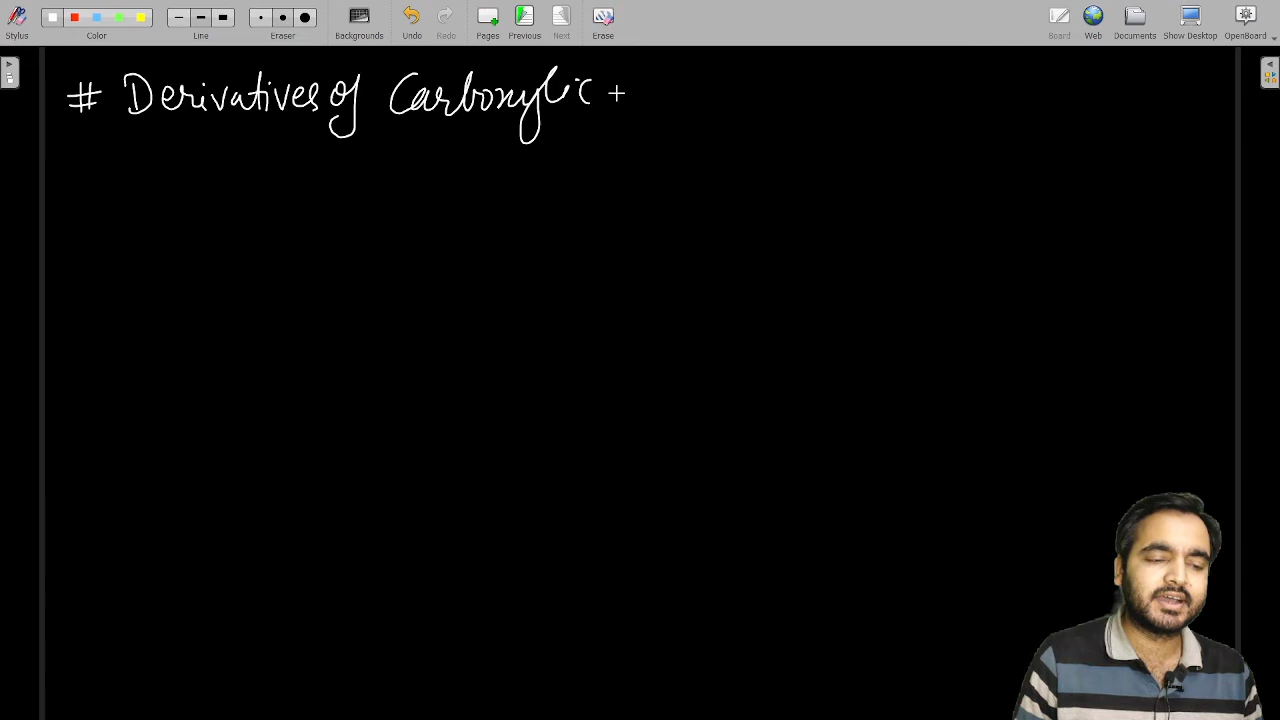 Stylus Color Line Eraser Backgrounds Undo Redo Pages Previous Next Erase Board Web Documents Show Desktop OpenBoard
# Derivatives of Carboxylic +